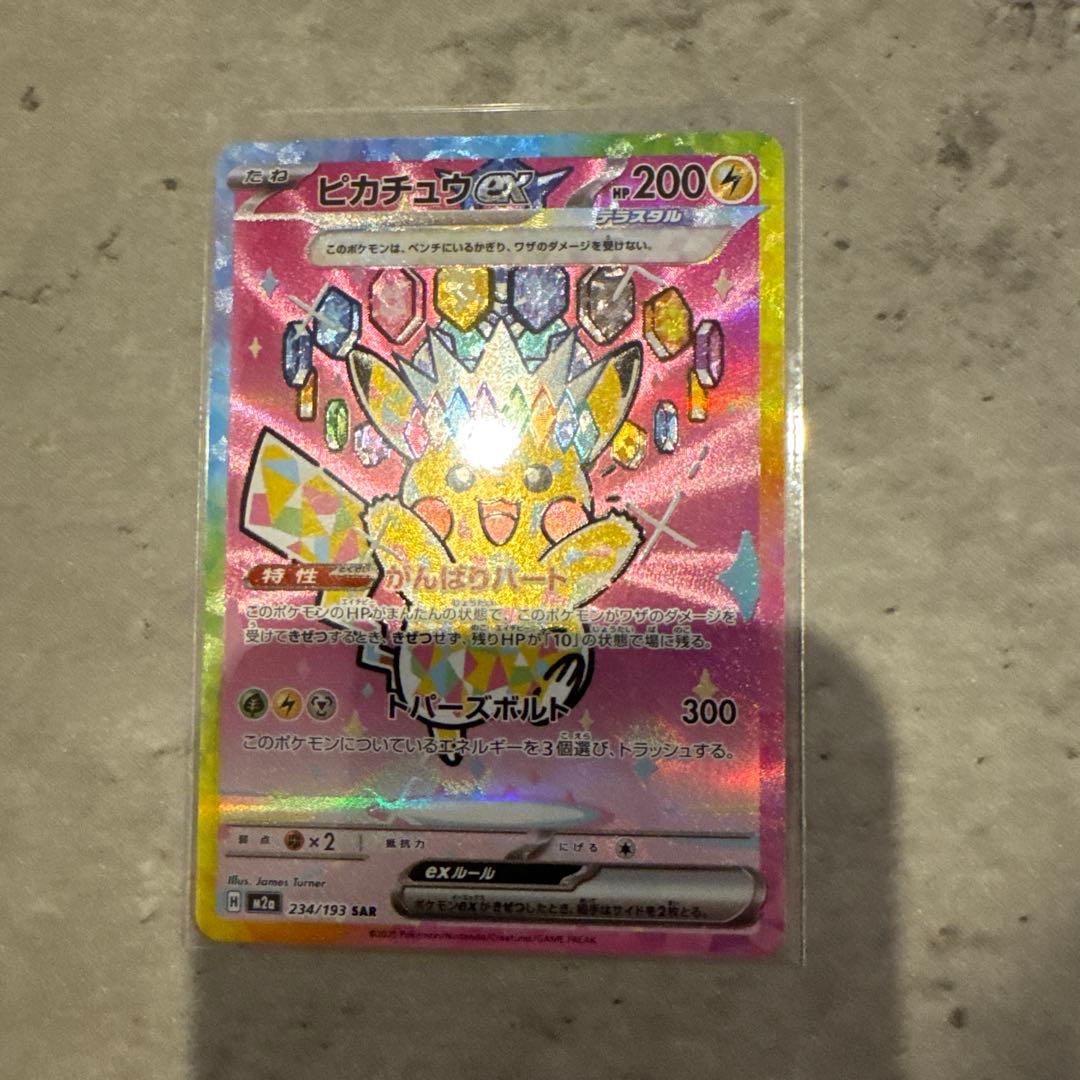 たね
ピカチュウex
HP200
テラスタル
このポケモンは、ベンチにいるかぎり、ワザのダメージを受けない。
特性 がんばりハート
このポケモンのHPがまんたんの状態で、このポケモンがワザのダメージを
受けてきぜつするとき、きぜつせず、残りHPが「10」の状態で場に残る。
トパーズボルト 300
このポケモンについているエネルギーを3個選び、トラッシュする。
弱点 ×2 抵抗力 にげる
exルール
ポケモンexがきぜつしたとき、相手はサイドを2枚とる。
Illus. James Turner
H M2a 234/193 SAR
©2025 Pokémon/Nintendo/Creatures/GAME FREAK